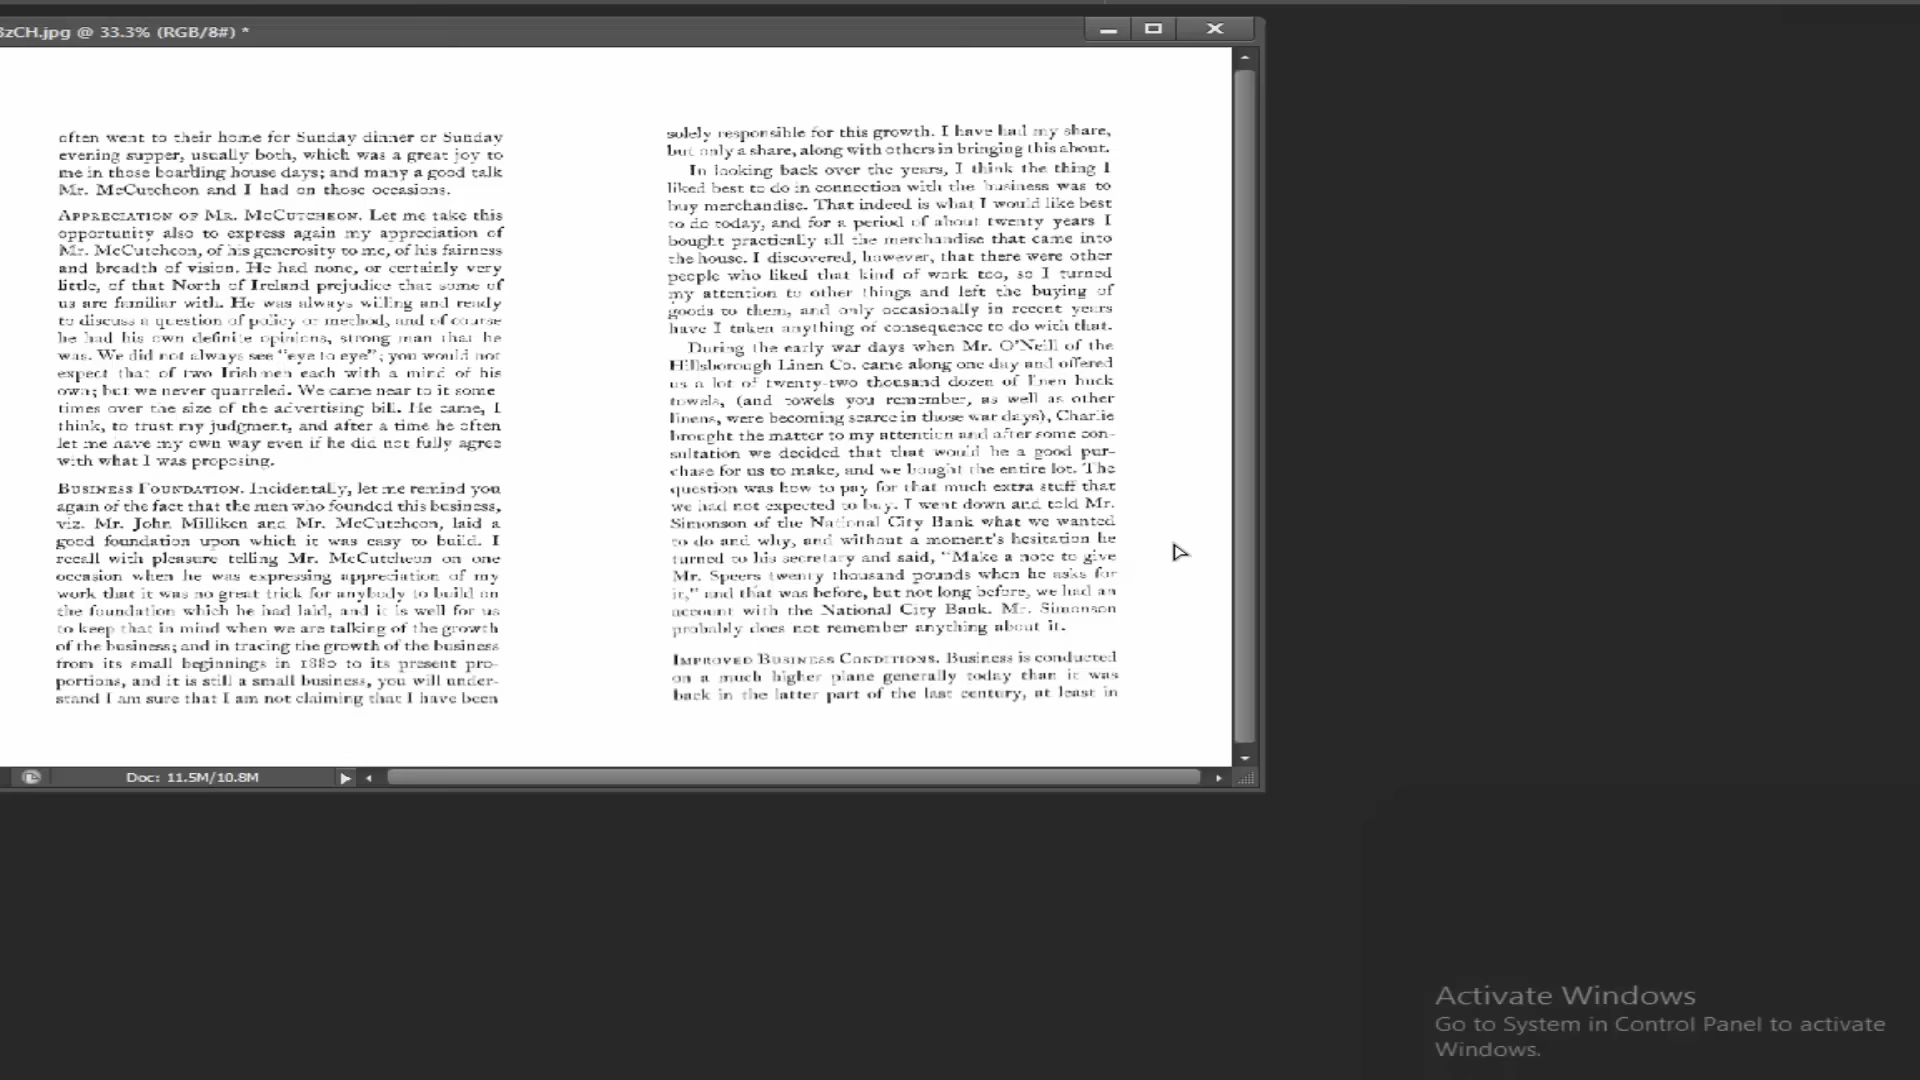 3zCH.jpg @ 33.3% (RGB/8#) *
often went to their home for Sunday dinner or Sunday
evening supper, usually both, which was a great joy to
me in those boarding house days; and many a good talk
Mr. McCutcheon and I had on those occasions.
APPRECIATION OF MR. MCCUTCHEON. Let me take this
opportunity also to express again my appreciation of
Mr. McCutcheon, of his generosity to me, of his fairness
and breadth of vision. He had none, or certainly very
little, of that North of Ireland prejudice that some of
us are familiar with. He was always willing and ready
to discuss a question of policy or method, and of course
he had his own definite opinions, strong man that he
was. We did not always see "eye to eye"; you would not
expect that of two Irishmen each with a mind of his
own; but we never quarreled. We came near to it some-
times over the size of the advertising bill. He came, I
think, to trust my judgment, and after a time he often
let me have my own way even if he did not fully agree
with what I was proposing.
BUSINESS FOUNDATION. Incidentally, let me remind you
again of the fact that the men who founded this business,
viz. Mr. John Milliken and Mr. McCutcheon, laid a
good foundation upon which it was easy to build. I
recall with pleasure telling Mr. McCutcheon on one
occasion when he was expressing appreciation of my
work that it was no great trick for anybody to build on
the foundation which he had laid, and it is well for us
to keep that in mind when we are talking of the growth
of the business; and in tracing the growth of the business
from its small beginnings in 1880 to its present pro-
portions, and it is still a small business, you will under-
stand I am sure that I am not claiming that I have been
solely responsible for this growth. I have had my share,
but only a share, along with others in bringing this about.
In looking back over the years, I think the thing I
liked best to do in connection with the business was to
buy merchandise. That indeed is what I would like best
to do today, and for a period of about twenty years I
bought practically all the merchandise that came into
the house. I discovered, however, that there were other
people who liked that kind of work too, so I turned
my attention to other things and left the buying of
goods to them, and only occasionally in recent years
have I taken anything of consequence to do with that.
During the early war days when Mr. O'Neill of the
Hillsborough Linen Co. came along one day and offered
us a lot of twenty-two thousand dozen of linen huck
towels, (and towels you remember, as well as other
linens, were becoming scarce in those war days), Charlie
brought the matter to my attention and after some con-
sultation we decided that that would be a good pur-
chase for us to make, and we bought the entire lot. The
question was how to pay for that much extra stuff that
we had not expected to buy. I went down and told Mr.
Simonson of the National City Bank what we wanted
to do and why, and without a moment's hesitation he
turned to his secretary and said, "Make a note to give
Mr. Speers twenty thousand pounds when he asks for
it," and that was before, but not long before, we had an
account with the National City Bank. Mr. Simonson
probably does not remember anything about it.
IMPROVED BUSINESS CONDITIONS. Business is conducted
on a much higher plane generally today than it was
back in the latter part of the last century, at least in
Doc: 11.5M/10.8M
Activate Windows
Go to System in Control Panel to activate
Windows.